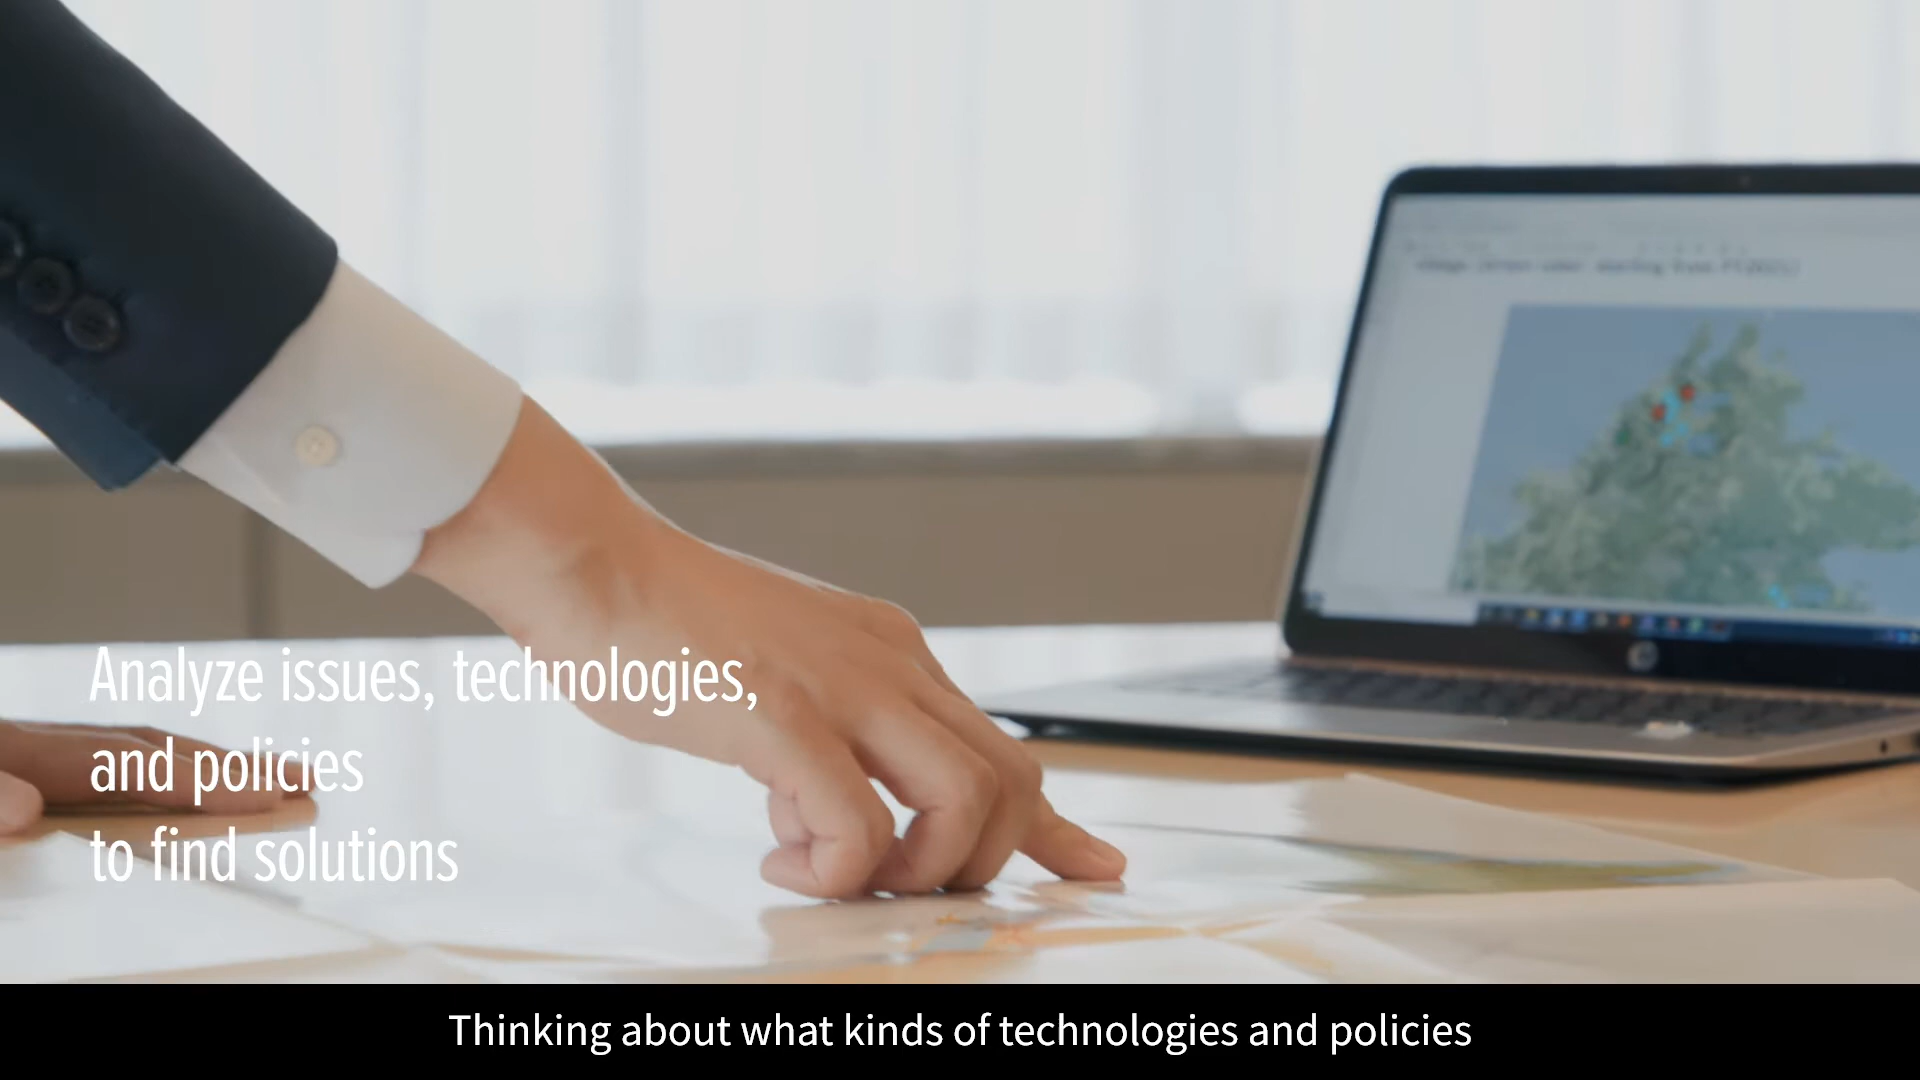 Analyze issues, technologies,
and policies
to find solutions
Thinking about what kinds of technologies and policies